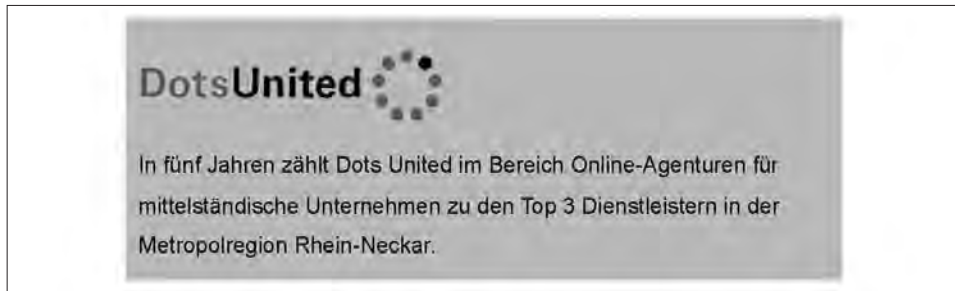 DotsUnited
In fünf Jahren zählt Dots United im Bereich Online-Agenturen für
mittelständische Unternehmen zu den Top 3 Dienstleistern in der
Metropolregion Rhein-Neckar.